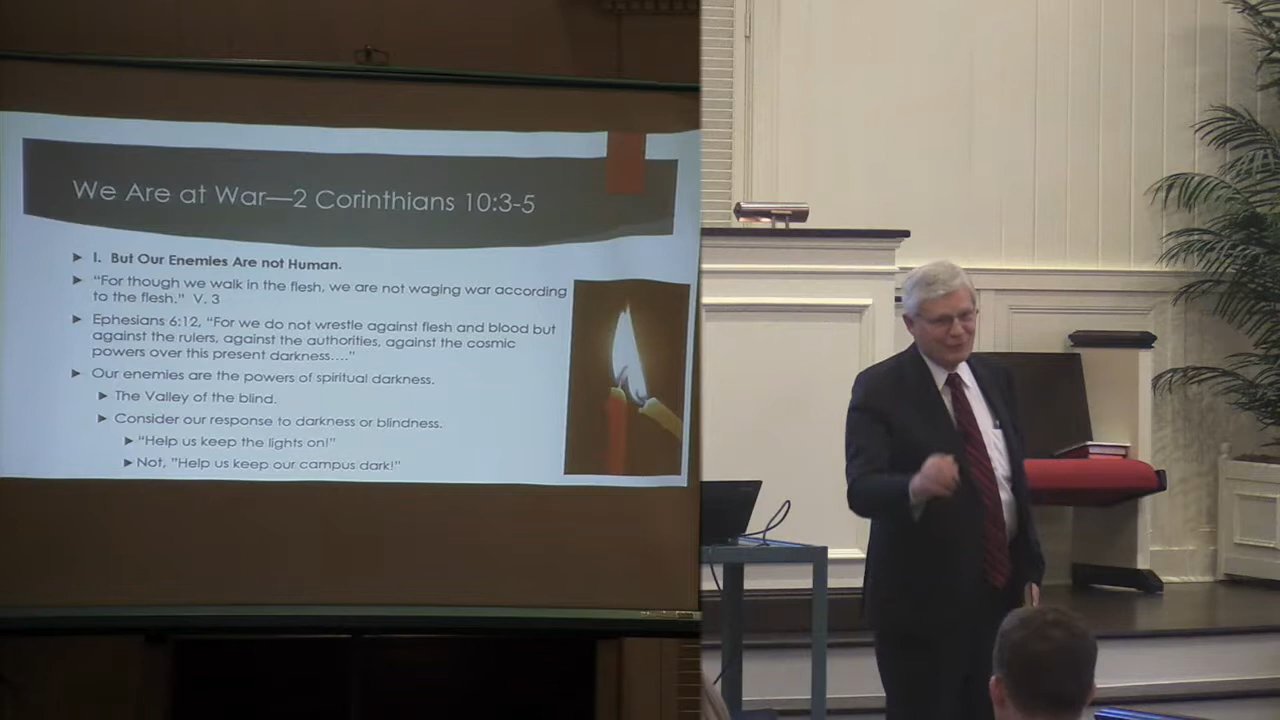 We Are at War—2 Corinthians 10:3-5
I. But Our Enemies Are not Human.
"For though we walk in the flesh, we are not waging war according
to the flesh." V. 3
Ephesians 6:12, "For we do not wrestle against flesh and blood but
against the rulers, against the authorities, against the cosmic
powers over this present darkness…."
Our enemies are the powers of spiritual darkness.
The Valley of the blind.
Consider our response to darkness or blindness.
"Help us keep the lights on!"
Not, "Help us keep our campus dark!"